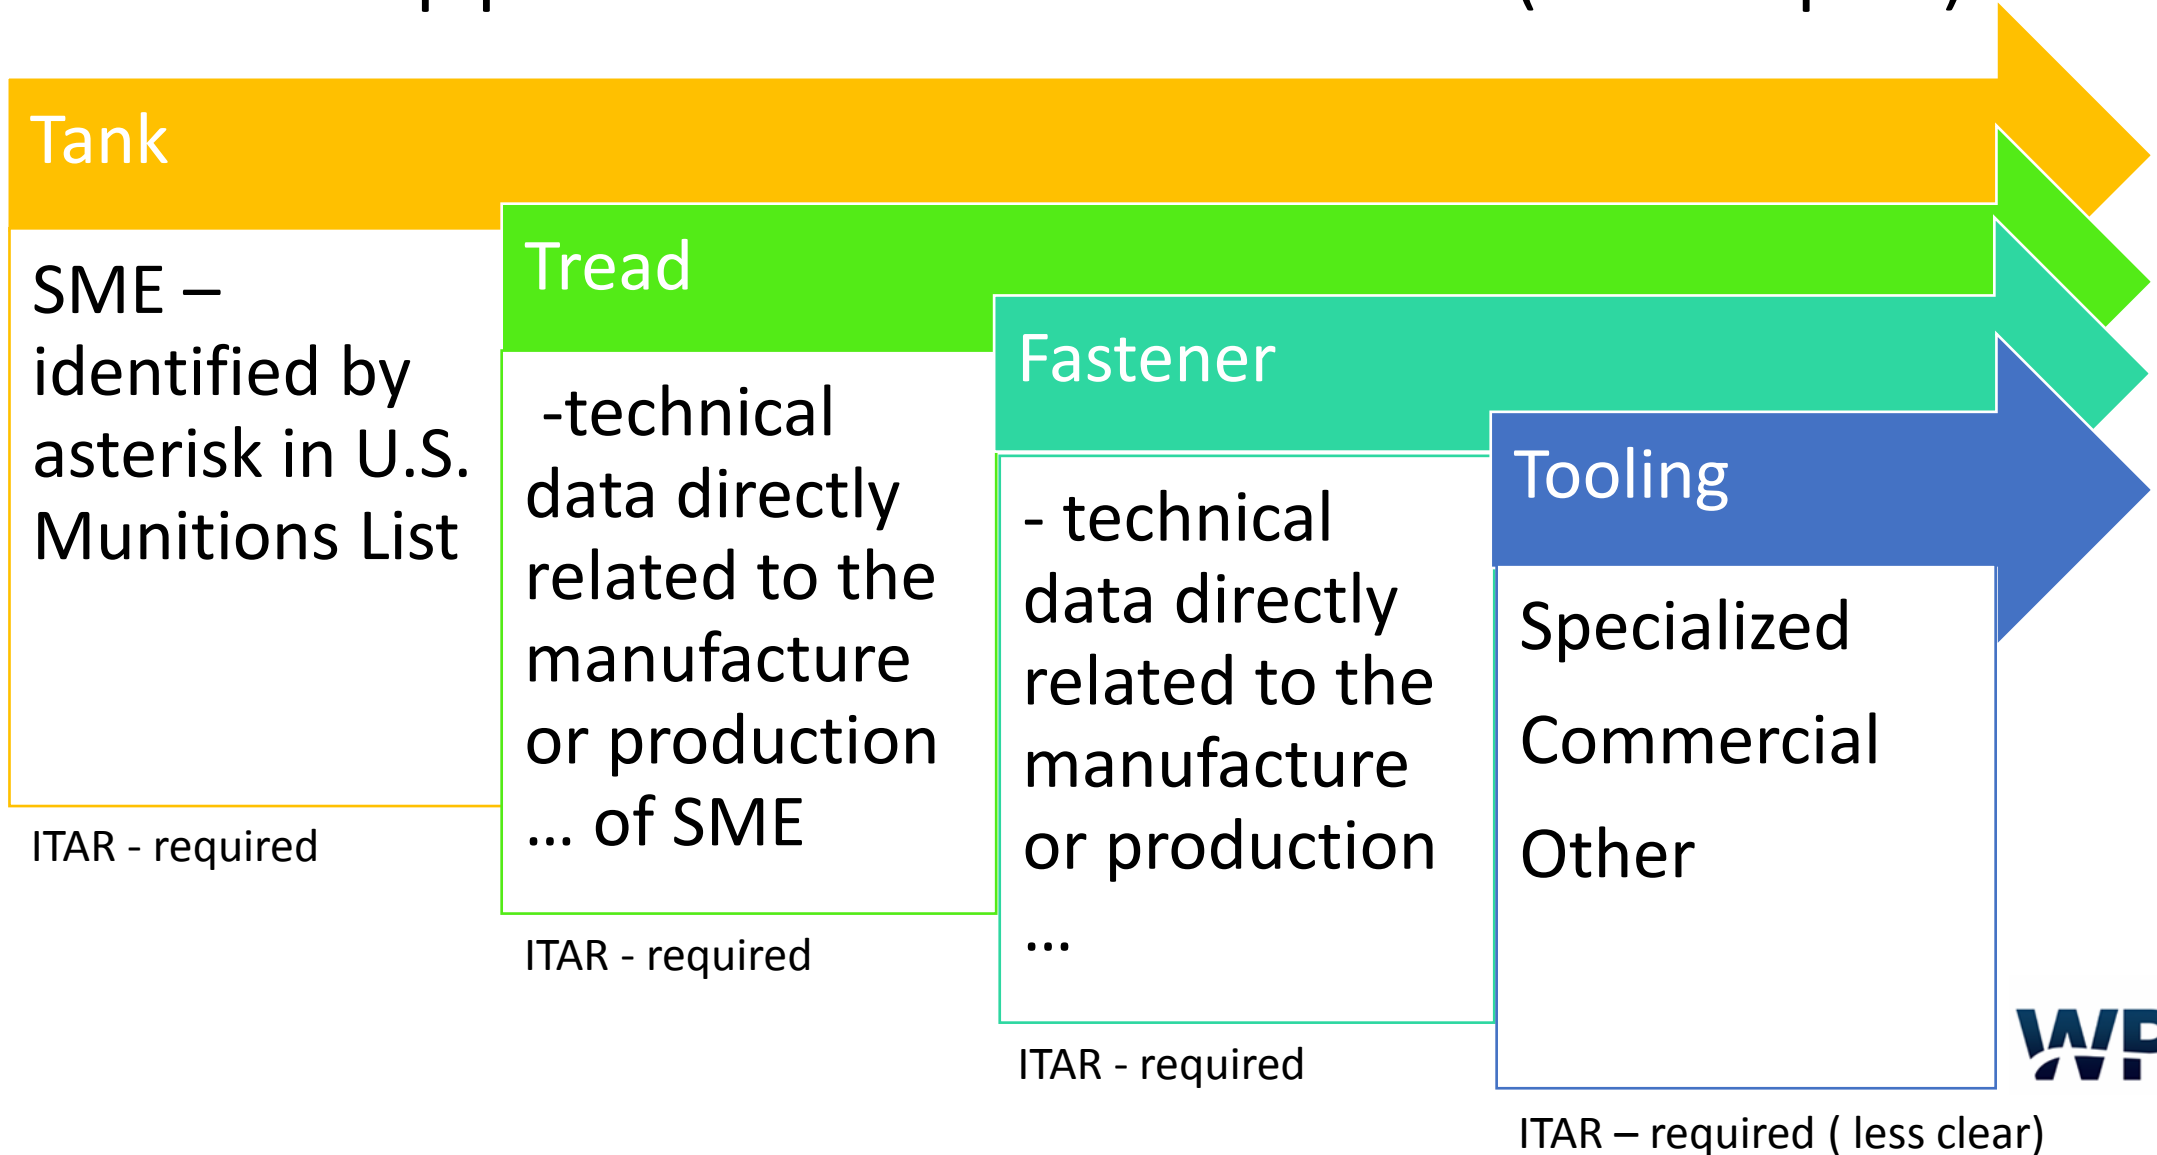 Tank
SME –
identified by
asterisk in U.S.
Munitions List
ITAR - required
Tread
-technical
data directly
related to the
manufacture
or production
... of SME
ITAR - required
Fastener
- technical
data directly
related to the
manufacture
or production
...
ITAR - required
Tooling
Specialized
Commercial
Other
ITAR – required ( less clear)
WP